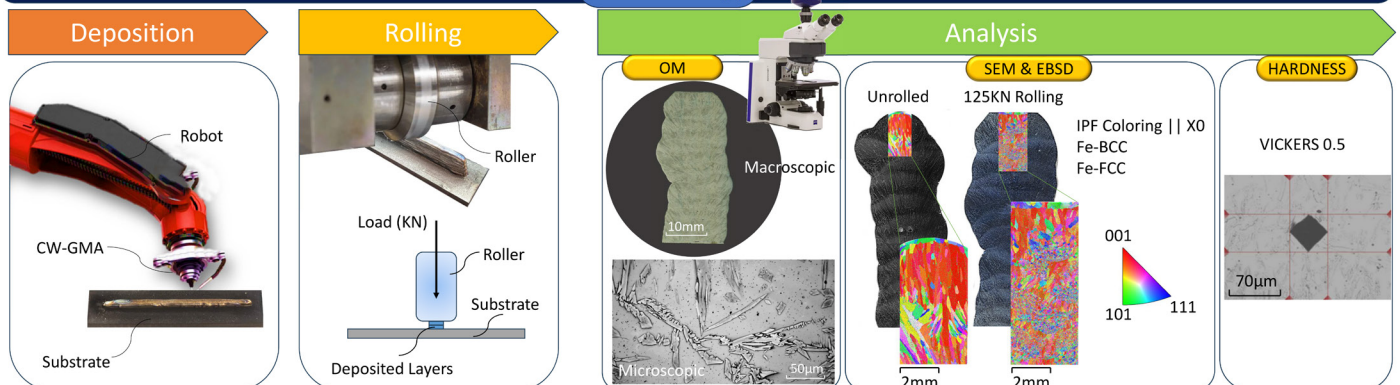 Deposition
Robot
CW-GMA
Substrate
Rolling
Roller
Load (KN)
Roller
Substrate
Deposited Layers
Analysis
OM
Macroscopic
10mm
Microscopic
50µm
SEM & EBSD
Unrolled
125KN Rolling
IPF Coloring || X0
Fe-BCC
Fe-FCC
001
101
111
2mm
2mm
HARDNESS
VICKERS 0.5
70µm